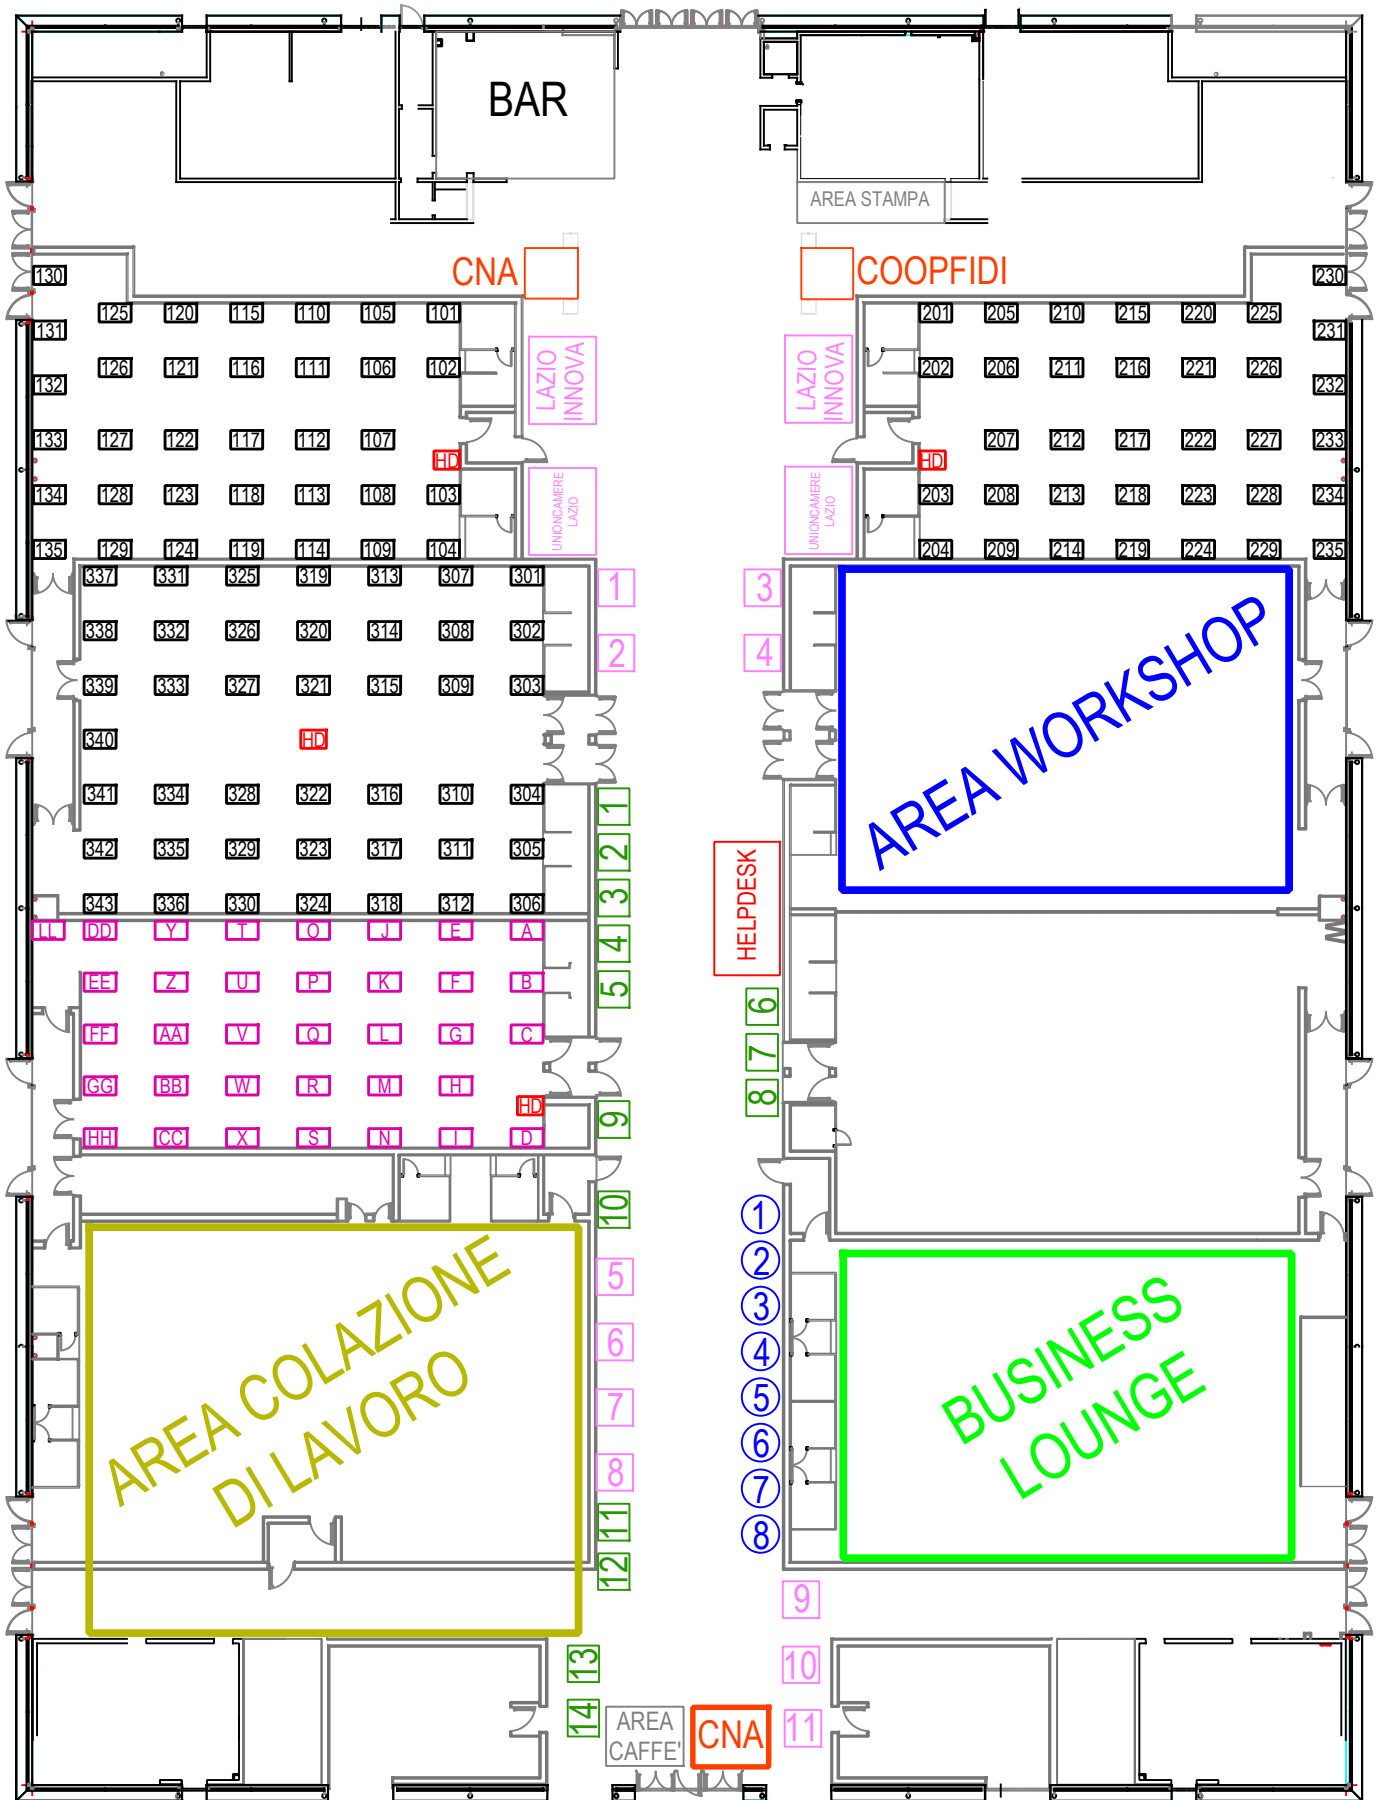 BAR
AREA STAMPA
CNA
COOPFIDI
130
230
125 120 115 110 105 101
201 205 210 215 220 225
131
231
LAZIO
INNOVA
LAZIO
INNOVA
126 121 116 111 106 102
202 206 211 216 221 226
132
232
133 127 122 117 112 107
207 212 217 222 227 233
HD
HD
134 128 123 118 113 108 103
203 208 213 218 223 228 234
UNIONCAMERE
LAZIO
UNIONCAMERE
LAZIO
135 129 124 119 114 109 104
204 209 214 219 224 229 235
337 331 325 319 313 307 301
1
3
338 332 326 320 314 308 302
2
4
339 333 327 321 315 309 303
AREA WORKSHOP
340
HD
341 334 328 322 316 310 304
1
342 335 329 323 317 311 305
2
HELPDESK
343 336 330 324 318 312 306
3
LL DD Y T O J E A
4
EE Z U P K F B
5
6
FF AA V Q L G C
7
GG BB W R M H
8
HD
9
HH CC X S N I D
10
1
2
5
3
6
4
7
5
8
6
11
7
12
8
AREA COLAZIONE
DI LAVORO
BUSINESS
LOUNGE
9
13
10
14
AREA
CAFFE'
CNA
11